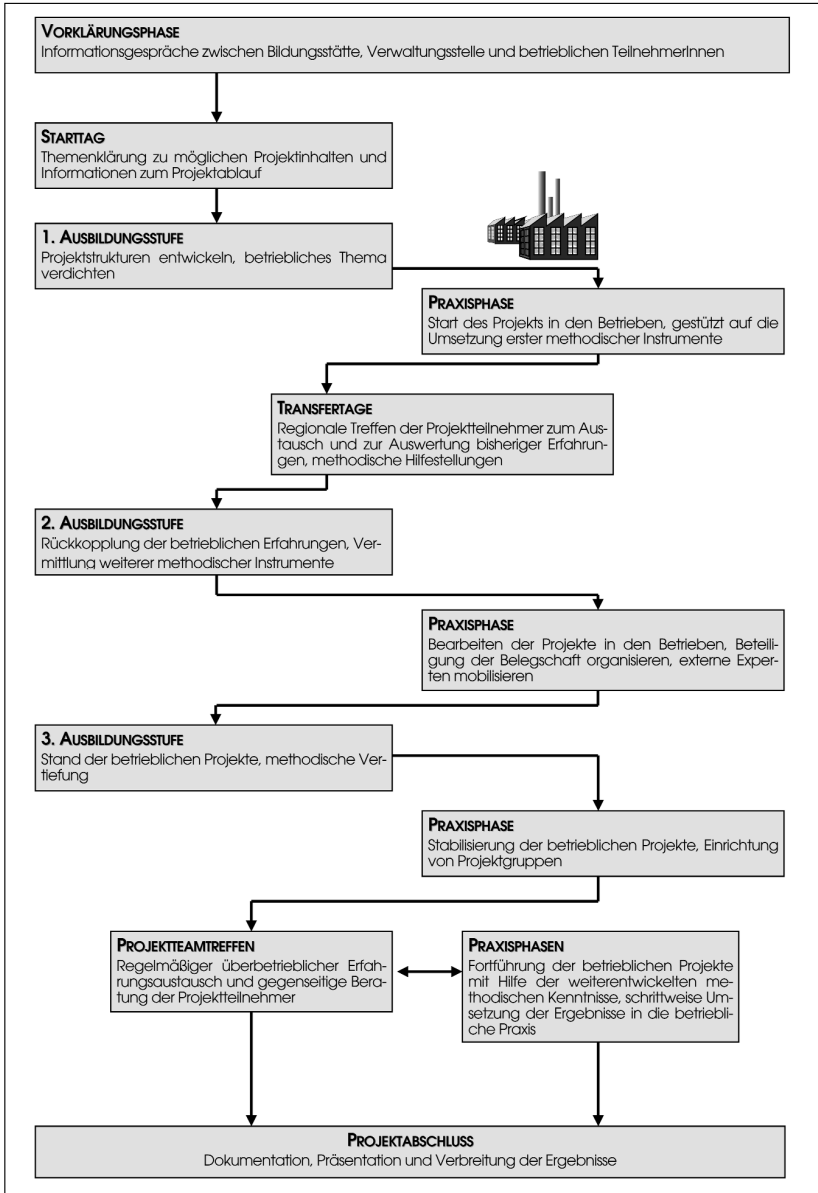 VORKLÄRUNGSPHASE
Informationsgespräche zwischen Bildungsstätte, Verwaltungsstelle und betrieblichen TeilnehmerInnen
STARTTAG
Themenklärung zu möglichen Projektinhalten und
Informationen zum Projektablauf
1. AUSBILDUNGSSTUFE
Projektstrukturen entwickeln, betriebliches Thema
verdichten
PRAXISPHASE
Start des Projekts in den Betrieben, gestützt auf die
Umsetzung erster methodischer Instrumente
TRANSFERTAGE
Regionale Treffen der Projektteilnehmer zum Aus-
tausch und zur Auswertung bisheriger Erfahrun-
gen, methodische Hilfestellungen
2. AUSBILDUNGSSTUFE
Rückkopplung der betrieblichen Erfahrungen, Ver-
mittlung weiterer methodischer Instrumente
PRAXISPHASE
Bearbeiten der Projekte in den Betrieben, Beteili-
gung der Belegschaft organisieren, externe Exper-
ten mobilisieren
3. AUSBILDUNGSSTUFE
Stand der betrieblichen Projekte, methodische Ver-
tiefung
PRAXISPHASE
Stabilisierung der betrieblichen Projekte, Einrichtung
von Projektgruppen
PROJEKTTEAMTREFFEN
Regelmäßiger überbetrieblicher Erfah-
rungsaustausch und gegenseitige Bera-
tung der Projektteilnehmer
PRAXISPHASEN
Fortführung der betrieblichen Projekte
mit Hilfe der weiterentwickelten me-
thodischen Kenntnisse, schrittweise Um-
setzung der Ergebnisse in die betriebli-
che Praxis
PROJEKTABSCHLUSS
Dokumentation, Präsentation und Verbreitung der Ergebnisse